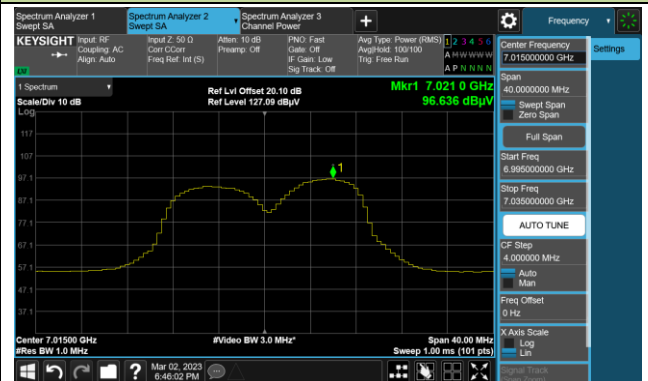 Spectrum Analyzer 1
Swept SA
Spectrum Analyzer 2
Swept SA
Spectrum Analyzer 3
Channel Power
+
Frequency
KEYSIGHT
Input: RF
Coupling: AC
Align: Auto
Input Z: 50 Ω
Corr CCorr
Freq Ref: Int (S)
Atten: 10 dB
Preamp: Off
PNO: Fast
Gate: Off
IF Gain: Low
Sig Track: Off
Avg Type: Power (RMS)
Avg|Hold: 100/100
Trig: Free Run
1 2 3 4 5 6
A W W W W W
A P N N N N
LXI
1 Spectrum
Scale/Div 10 dB
Ref Lvl Offset 20.10 dB
Ref Level 127.09 dBµV
Mkr1 7.021 0 GHz
96.636 dBµV
Log
117
107
97.1
87.1
77.1
67.1
57.1
47.1
37.1
1
Center 7.01500 GHz
#Res BW 1.0 MHz
#Video BW 3.0 MHz*
Span 40.00 MHz
Sweep 1.00 ms (101 pts)
Center Frequency
7.015000000 GHz
Settings
Span
40.0000000 MHz
Swept Span
Zero Span
Full Span
Start Freq
6.995000000 GHz
Stop Freq
7.035000000 GHz
AUTO TUNE
CF Step
4.000000 MHz
Auto
Man
Freq Offset
0 Hz
X Axis Scale
Log
Lin
Signal Track
(Span Zoom)
?
Mar 02, 2023
6:46:02 PM